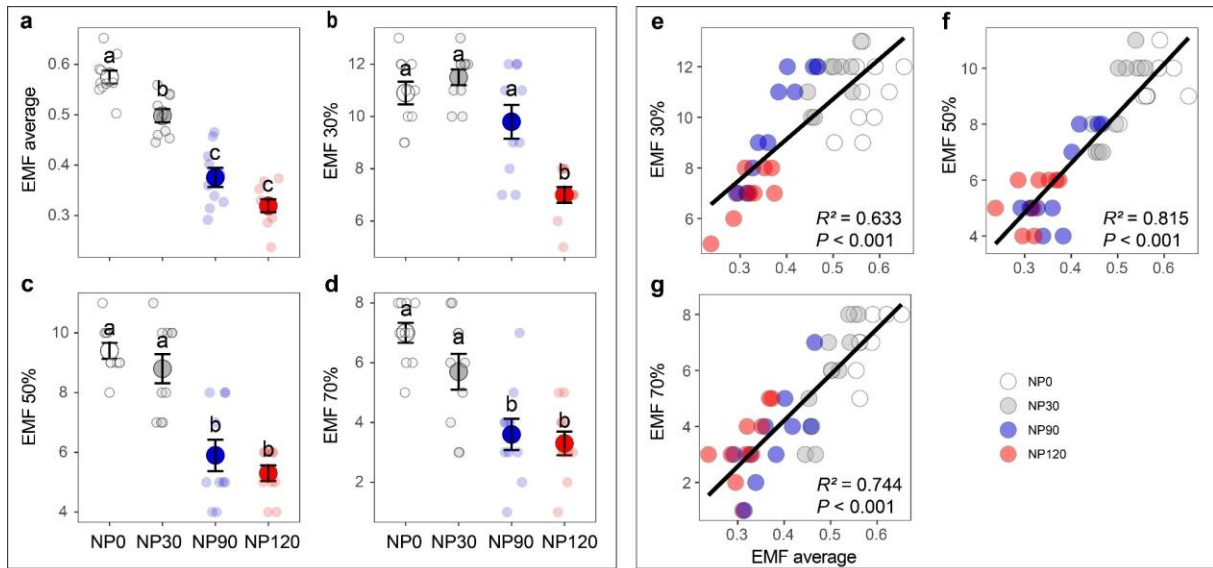 a
EMF average
0.6
0.5
0.4
0.3
a
b
c
c
b
EMF 30%
12
10
8
6
a
a
a
b
c
EMF 50%
10
8
6
4
a
a
b
b
NP0 NP30 NP90 NP120
d
EMF 70%
8
6
4
2
a
a
b
b
NP0 NP30 NP90 NP120
e
EMF 30%
12
10
8
6
R² = 0.633
P < 0.001
0.3 0.4 0.5 0.6
f
EMF 50%
10
8
6
4
R² = 0.815
P < 0.001
0.3 0.4 0.5 0.6
g
EMF 70%
8
6
4
2
R² = 0.744
P < 0.001
0.3 0.4 0.5 0.6
EMF average
NP0
NP30
NP90
NP120